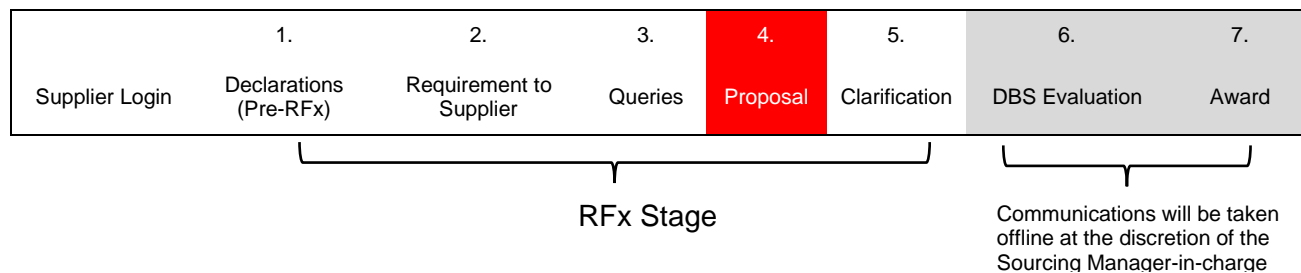 1. 2. 3. 4. 5. 6. 7.
Supplier Login Declarations (Pre-RFx) Requirement to Supplier Queries Proposal Clarification DBS Evaluation Award
RFx Stage
Communications will be taken
offline at the discretion of the
Sourcing Manager-in-charge